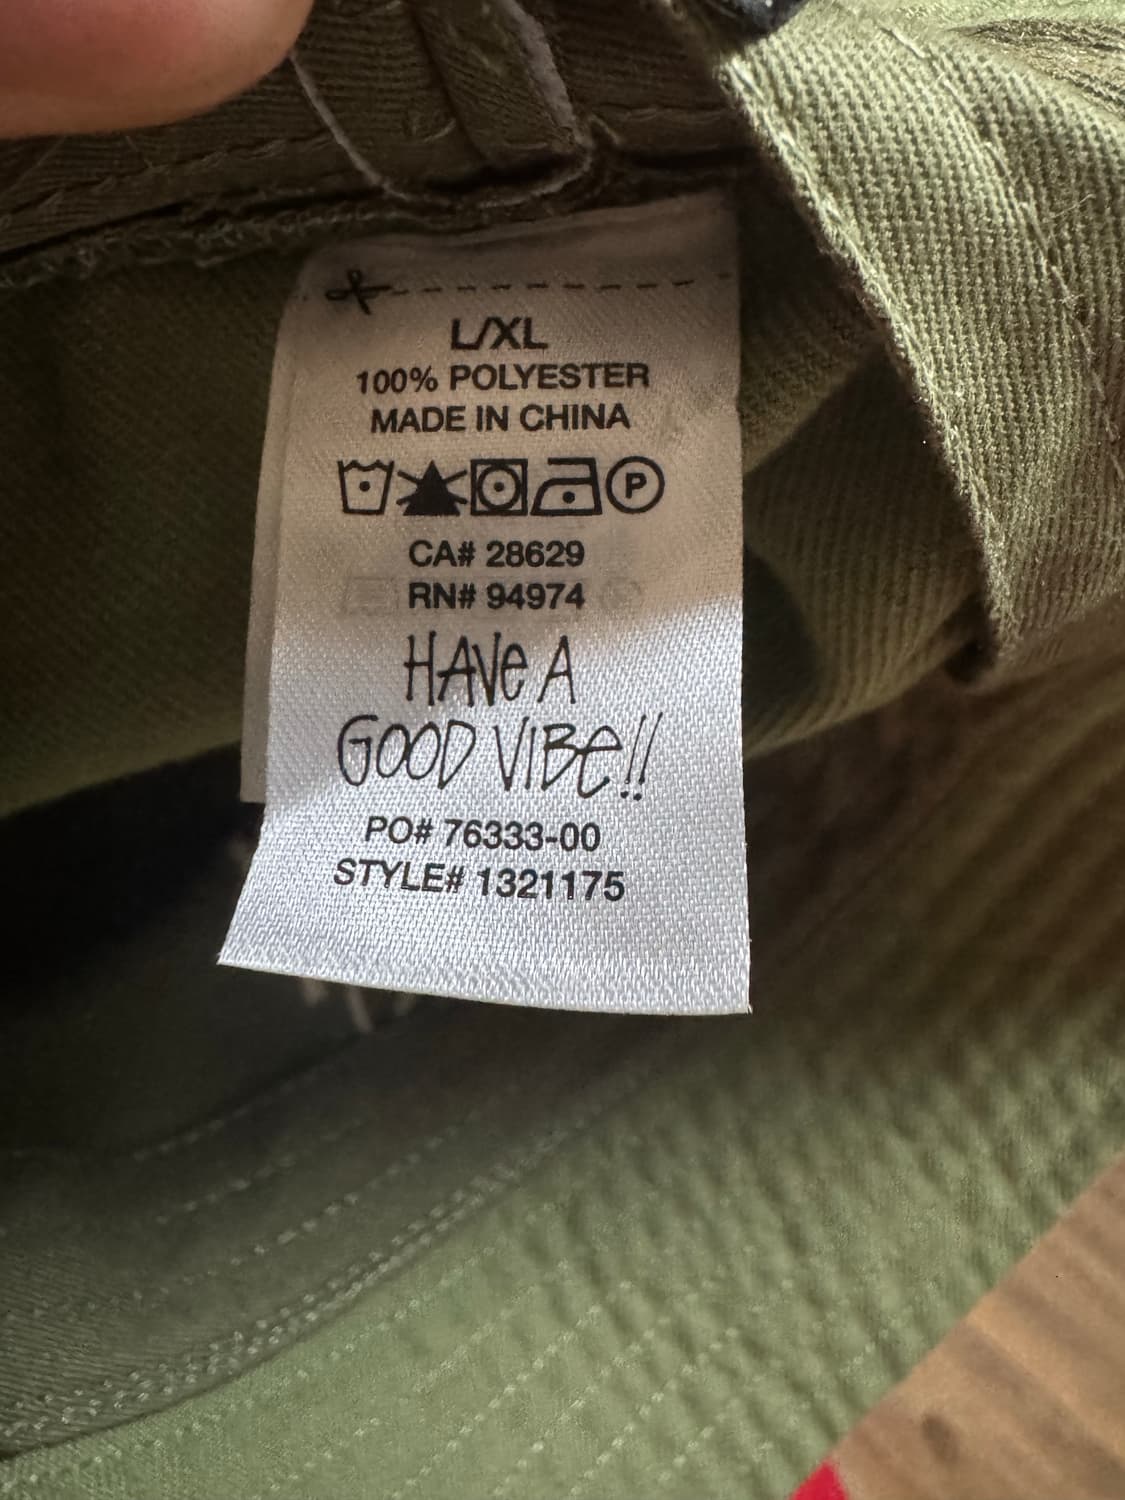 L/XL
100% POLYESTER
MADE IN CHINA
P
CA# 28629
RN# 94974
HAVe A
GOOD VIBe!!
PO# 76333-00
STYLE# 1321175